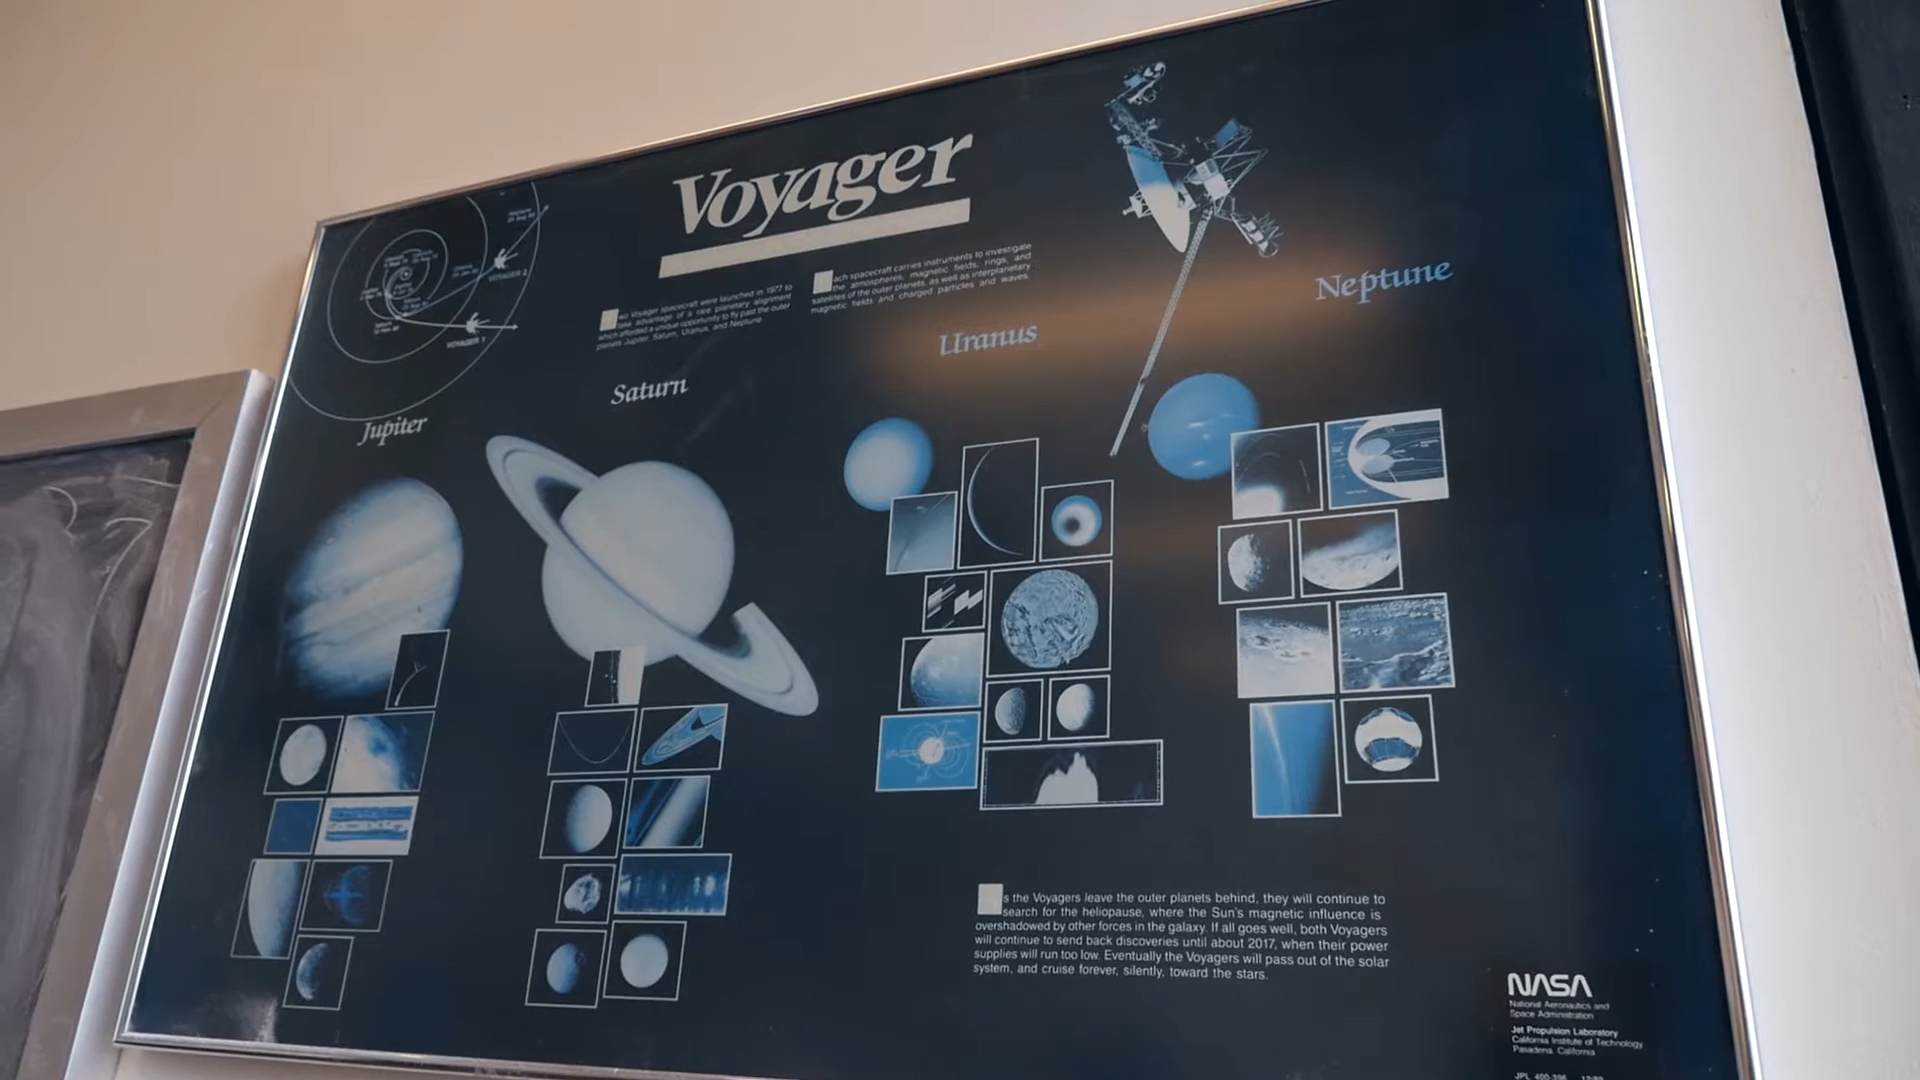 Voyager
VOYAGER 2
VOYAGER 1
wo Voyager spacecraft were launched in 1977 to
take advantage of a rare planetary alignment
which afforded a unique opportunity to fly past the outer
planets Jupiter, Saturn, Uranus, and Neptune.
ach spacecraft carries instruments to investigate
the atmospheres, magnetic fields, rings, and
satellites of the outer planets, as well as interplanetary
magnetic fields and charged particles and waves.
Jupiter
Saturn
Uranus
Neptune
s the Voyagers leave the outer planets behind, they will continue to
search for the heliopause, where the Sun's magnetic influence is
overshadowed by other forces in the galaxy. If all goes well, both Voyagers
will continue to send back discoveries until about 2017, when their power
supplies will run too low. Eventually the Voyagers will pass out of the solar
system, and cruise forever, silently, toward the stars.
NASA
National Aeronautics and
Space Administration
Jet Propulsion Laboratory
California Institute of Technology
Pasadena, California
JPL 400-